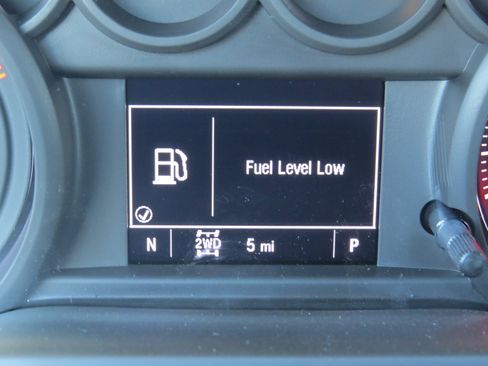 Fuel Level Low
N 2WD 5 mi P